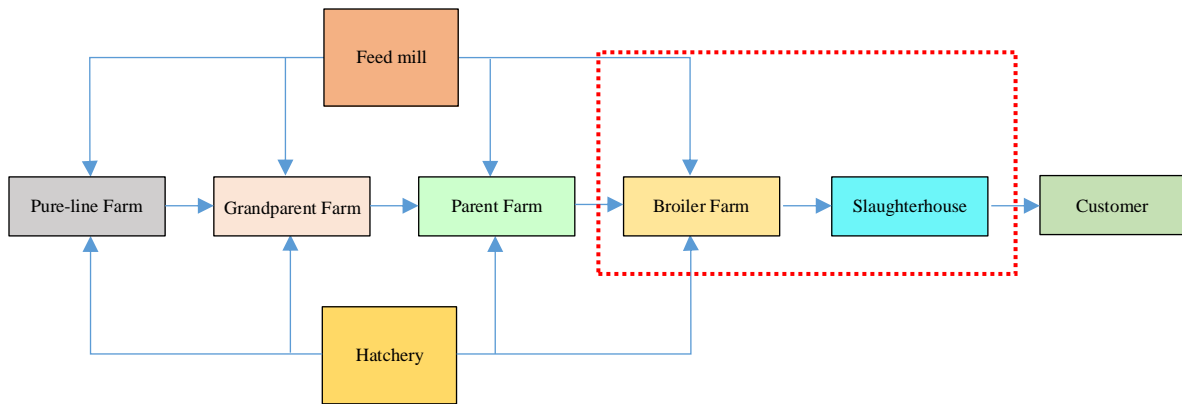 Feed mill
Pure-line Farm
Grandparent Farm
Parent Farm
Broiler Farm
Slaughterhouse
Customer
Hatchery